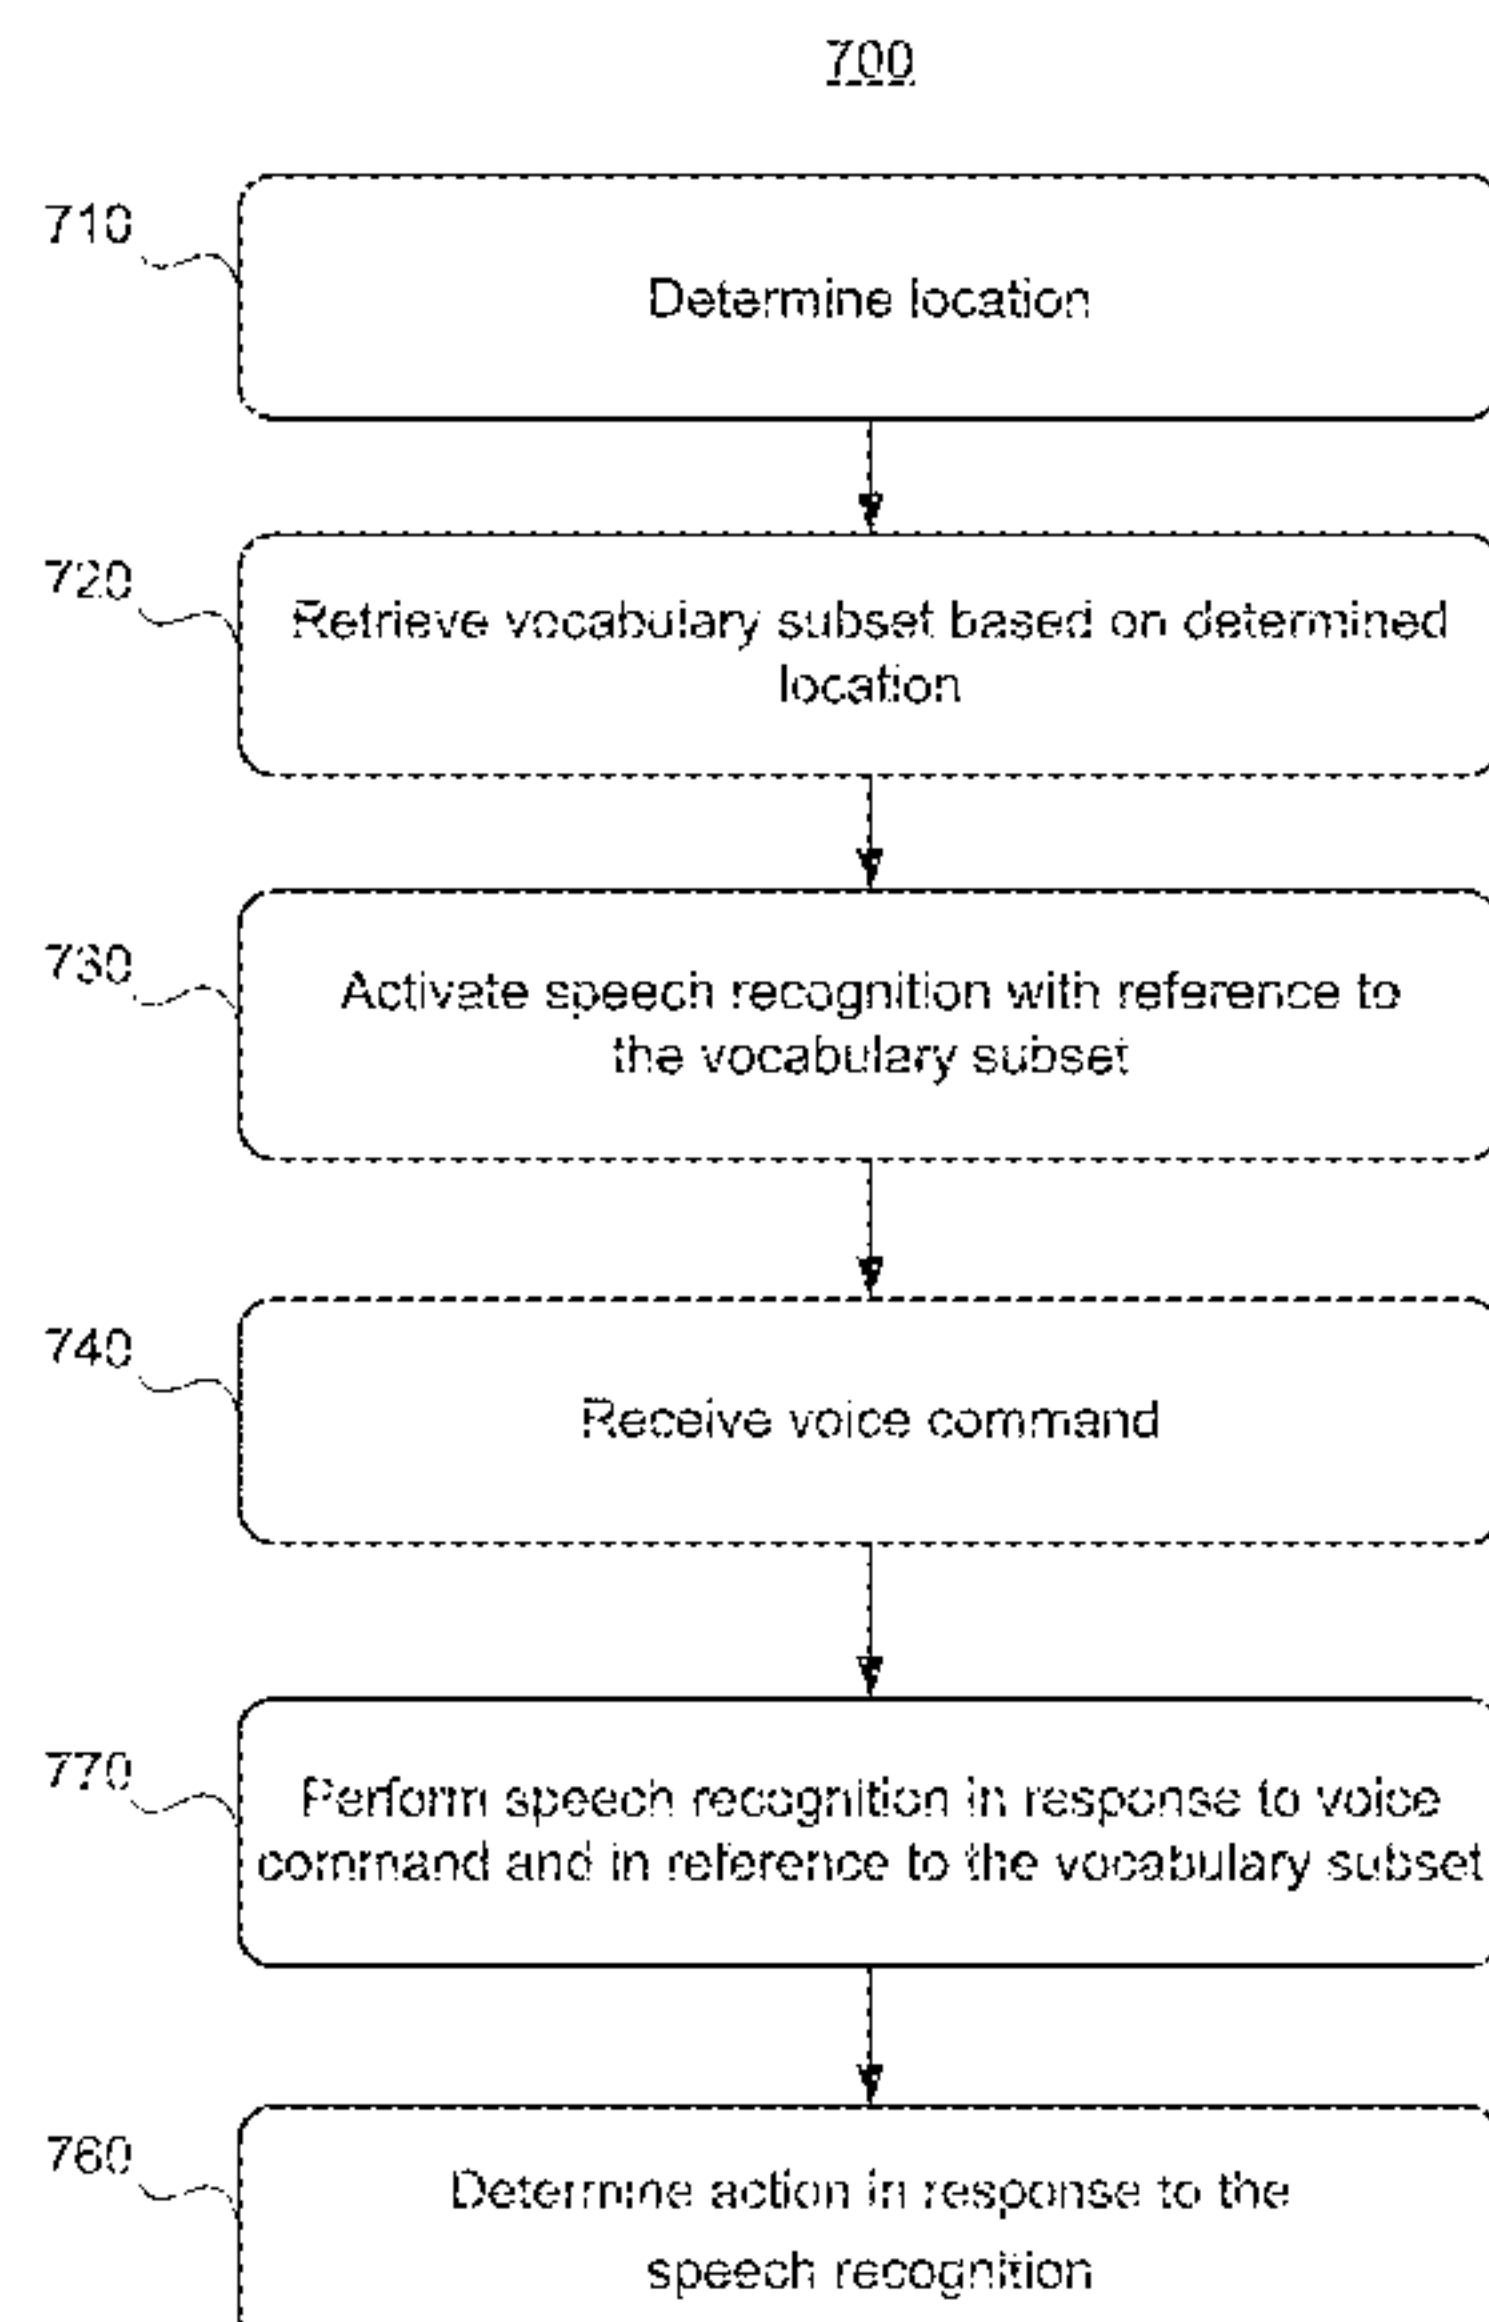 700
710
Determine location
720
Retrieve vocabulary subset based on determined
location
730
Activate speech recognition with reference to
the vocabulary subset
740
Receive voice command
770
Perform speech recognition in response to voice
command and in reference to the vocabulary subset
760
Determine action in response to the
speech recognition